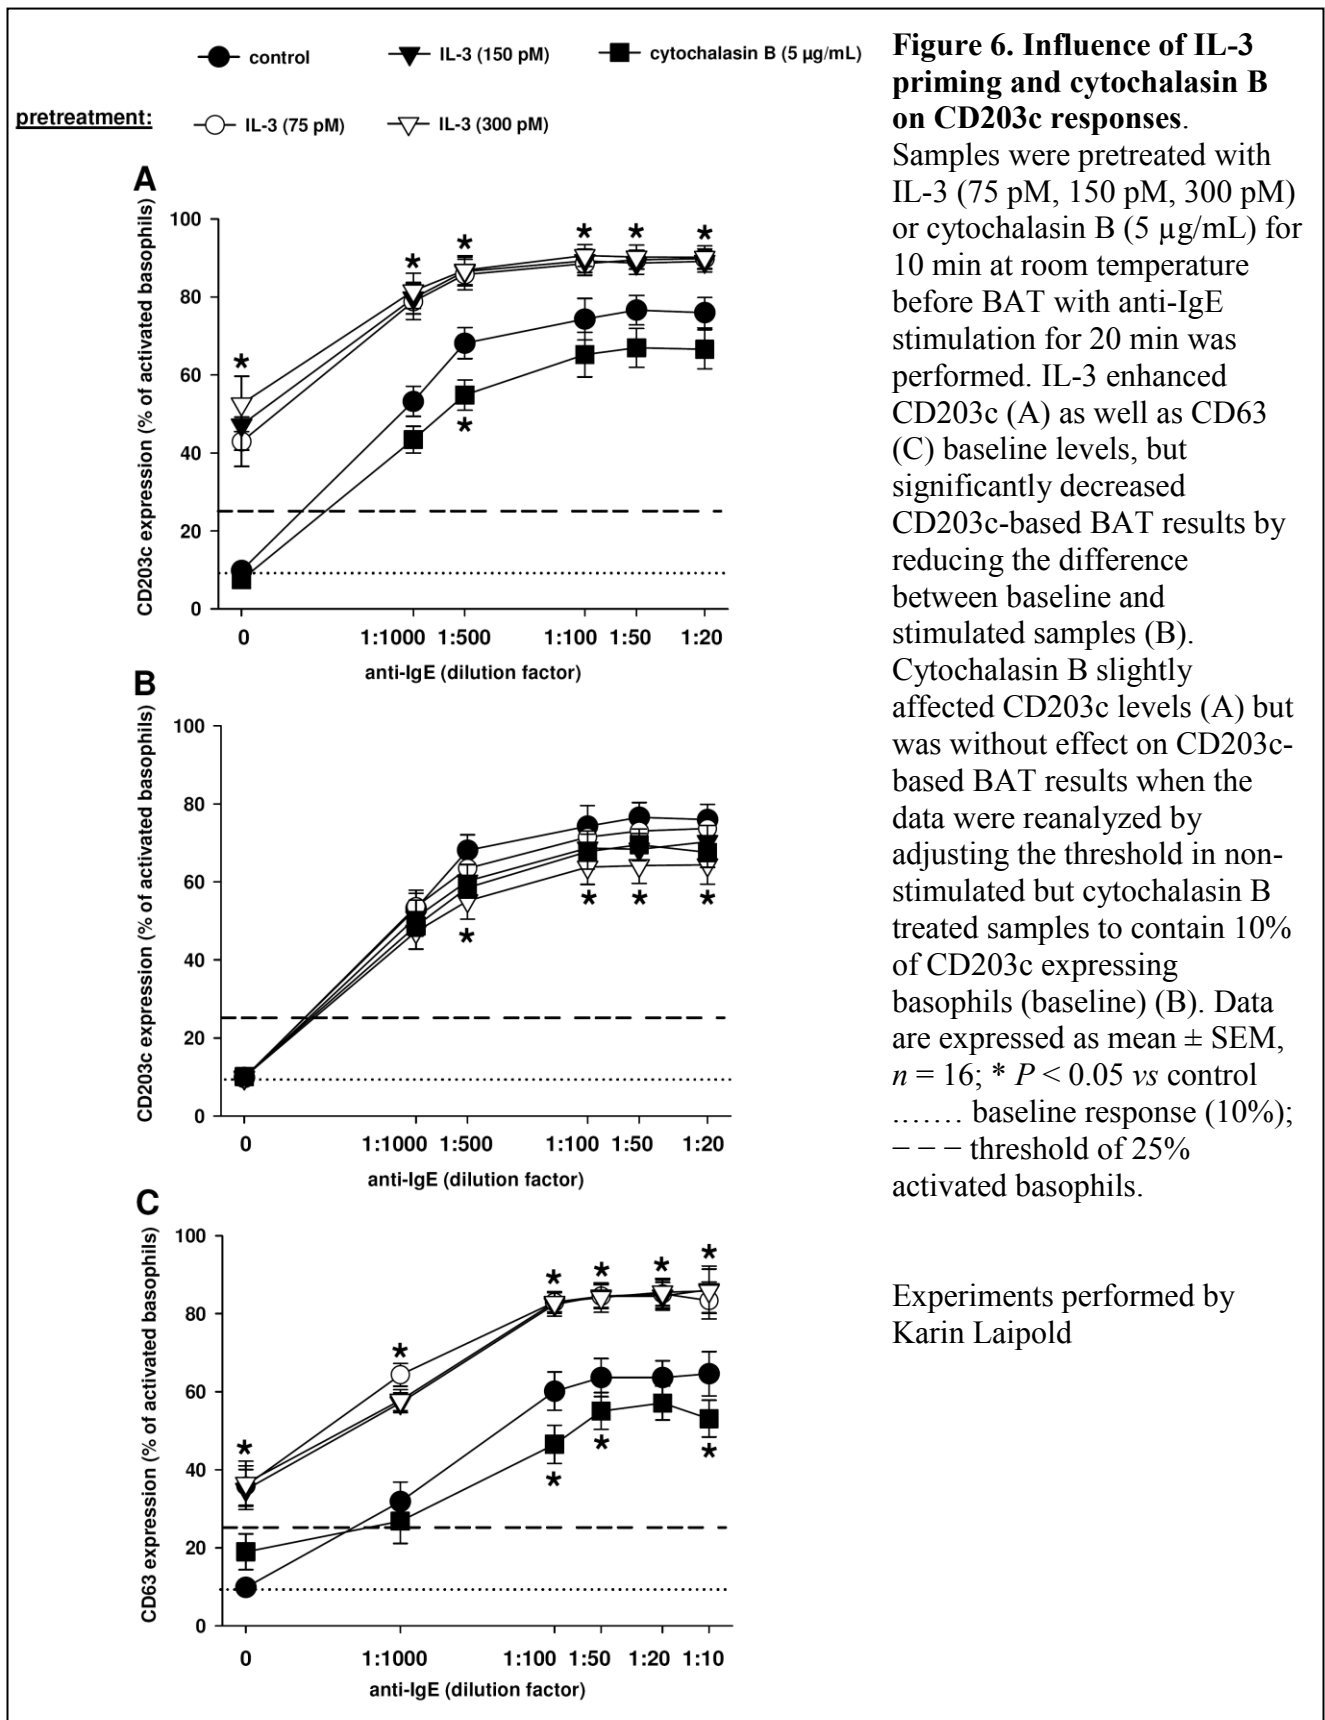 control
IL-3 (150 pM)
cytochalasin B (5 µg/mL)
pretreatment:
IL-3 (75 pM)
IL-3 (300 pM)
A
CD203c expression (% of activated basophils)
100
80
60
40
20
0
* * * * * *
*
0 1:1000 1:500 1:100 1:50 1:20
anti-IgE (dilution factor)
B
CD203c expression (% of activated basophils)
100
80
60
40
20
0
* * * *
0 1:1000 1:500 1:100 1:50 1:20
anti-IgE (dilution factor)
C
CD63 expression (% of activated basophils)
100
80
60
40
20
0
* * * * * *
* * *
0 1:1000 1:100 1:50 1:20 1:10
anti-IgE (dilution factor)
Figure 6. Influence of IL-3
priming and cytochalasin B
on CD203c responses.
Samples were pretreated with
IL-3 (75 pM, 150 pM, 300 pM)
or cytochalasin B (5 µg/mL) for
10 min at room temperature
before BAT with anti-IgE
stimulation for 20 min was
performed. IL-3 enhanced
CD203c (A) as well as CD63
(C) baseline levels, but
significantly decreased
CD203c-based BAT results by
reducing the difference
between baseline and
stimulated samples (B).
Cytochalasin B slightly
affected CD203c levels (A) but
was without effect on CD203c-
based BAT results when the
data were reanalyzed by
adjusting the threshold in non-
stimulated but cytochalasin B
treated samples to contain 10%
of CD203c expressing
basophils (baseline) (B). Data
are expressed as mean ± SEM,
n = 16; * P < 0.05 vs control
....... baseline response (10%);
− − − threshold of 25%
activated basophils.
Experiments performed by
Karin Laipold